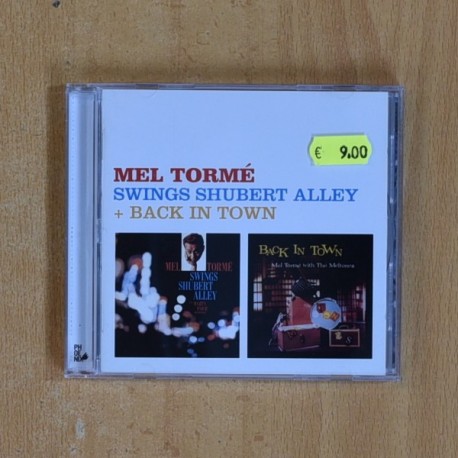 € 9.00
MEL TORMÉ
SWINGS SHUBERT ALLEY
+ BACK IN TOWN
MEL TORMÉ
SWINGS
SHUBERT
ALLEY
BACK IN TOWN
Mel Tormé with The Meltones